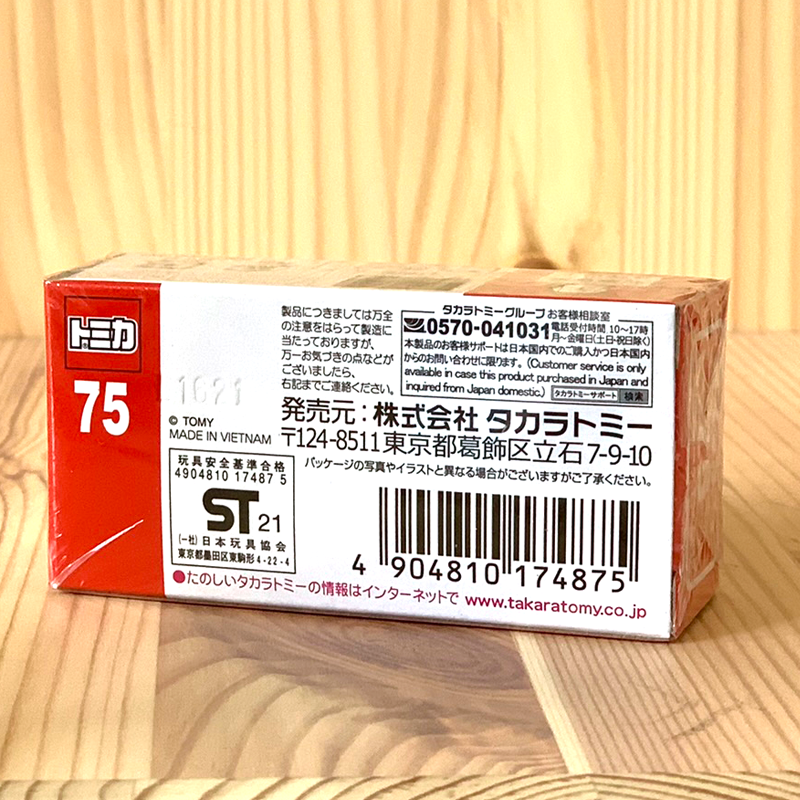 トミカ
75
1621
© TOMY
MADE IN VIETNAM
製品につきましては万全
の注意をはらって製造に
当たっておりますが、
万一お気づきの点などが
ございましたら、
右記までご連絡ください。
タカラトミーグループ お客様相談室
0570-041031 電話受付時間 10～17時
月～金曜日(土・日・祝日除く)
本製品のお客様サポートは日本国内でのご購入かつ日本国内
からのお問い合わせに限ります。(Customer service is only
available in case this product purchased in Japan and
inquired from Japan domestic.) タカラトミーサポート 検索
発売元：株式会社 タカラトミー
〒124-8511 東京都葛飾区立石7-9-10
パッケージの写真やイラストと異なる場合がございますがご了承ください。
玩具安全基準合格
4904810 17487 5
ST 21
(一社)日本玩具協会
東京都墨田区東駒形4-22-4
4 904810 174875
●たのしいタカラトミーの情報はインターネットで www.takaratomy.co.jp